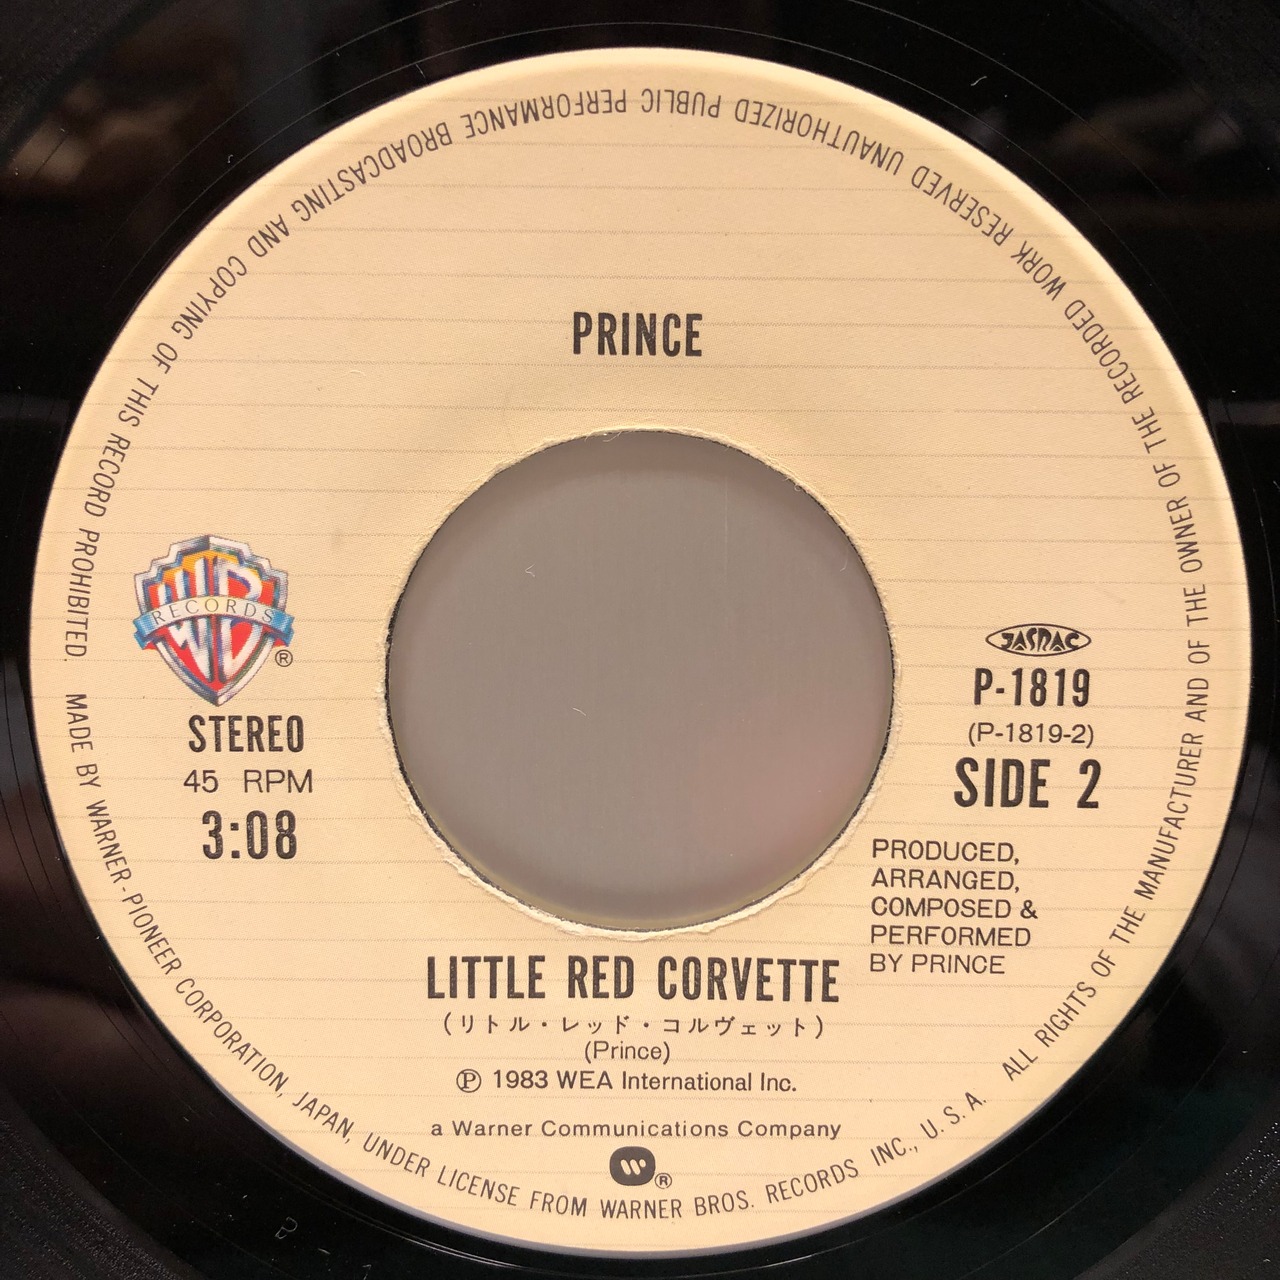 PRINCE
RECORDS
®
STEREO
45 RPM
3:08
JASRAC
P-1819
(P-1819-2)
SIDE 2
PRODUCED,
ARRANGED,
COMPOSED &
PERFORMED
BY PRINCE
LITTLE RED CORVETTE
(リトル・レッド・コルヴェット)
(Prince)
Ⓟ 1983 WEA International Inc.
a Warner Communications Company
®
MADE BY WARNER-PIONEER CORPORATION, JAPAN, UNDER LICENSE FROM WARNER BROS. RECORDS INC., U.S.A. ALL RIGHTS OF THE MANUFACTURER AND OF THE OWNER OF THE RECORDED WORK RESERVED UNAUTHORIZED PUBLIC PERFORMANCE BROADCASTING AND COPYING OF THIS RECORD PROHIBITED